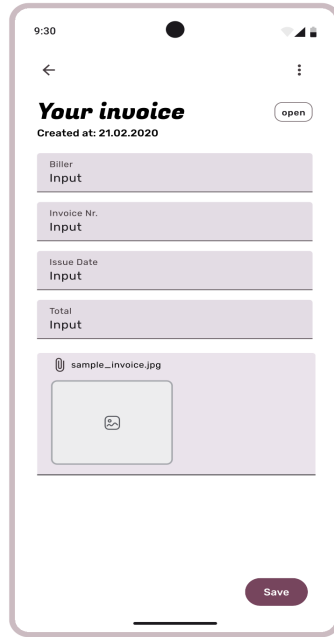 9:30
Your invoice
open
Created at: 21.02.2020
Biller
Input
Invoice Nr.
Input
Issue Date
Input
Total
Input
sample_invoice.jpg
Save